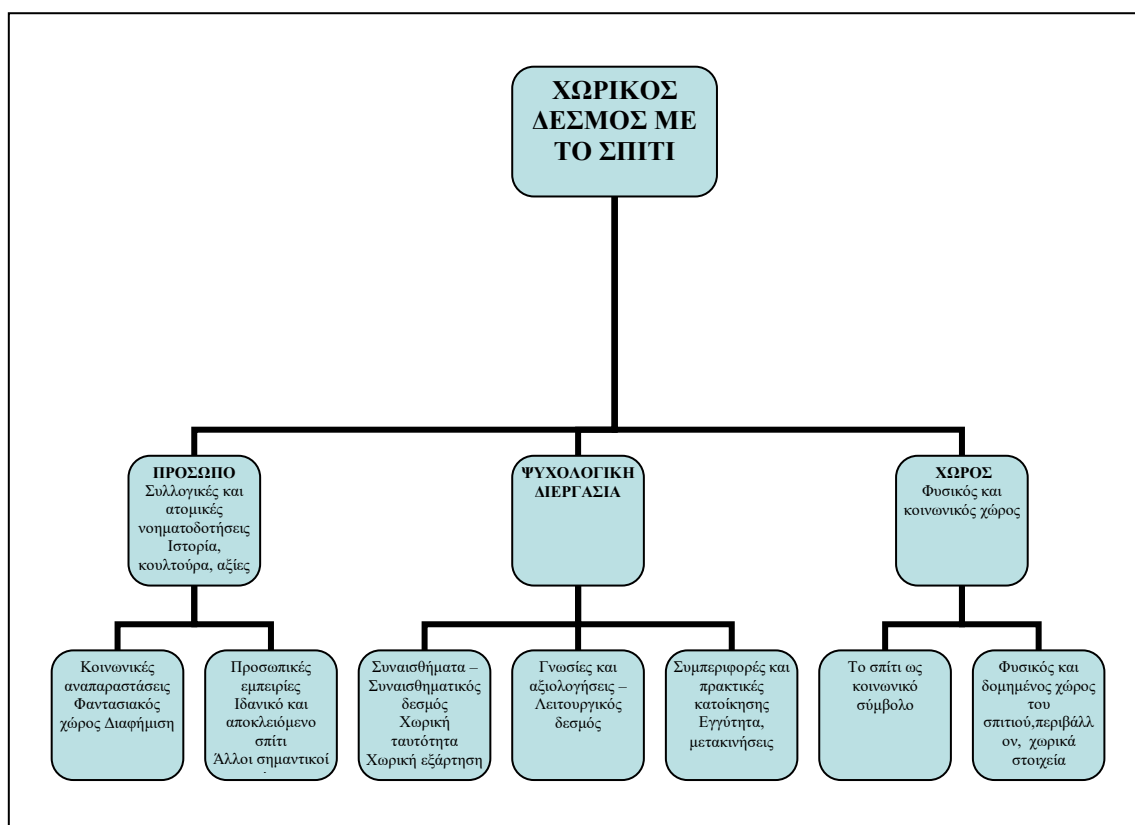 ΧΩΡΙΚΟΣ
ΔΕΣΜΟΣ ΜΕ
ΤΟ ΣΠΙΤΙ
ΠΡΟΣΩΠΟ
Συλλογικές και
ατομικές
νοηματοδοτήσεις
Ιστορία,
κουλτούρα, αξίες
ΨΥΧΟΛΟΓΙΚΗ
ΔΙΕΡΓΑΣΙΑ
ΧΩΡΟΣ
Φυσικός και
κοινωνικός χώρος
Κοινωνικές
αναπαραστάσεις
Φαντασιακός
χώρος Διαφήμιση
Προσωπικές
εμπειρίες
Ιδανικό και
αποκλειόμενο
σπίτι
Άλλοι σημαντικοί
Συναισθήματα –
Συναισθηματικός
δεσμός
Χωρική
ταυτότητα
Χωρική εξάρτηση
Γνωσίες και
αξιολογήσεις –
Λειτουργικός
δεσμός
Συμπεριφορές και
πρακτικές
κατοίκησης
Εγγύτητα,
μετακινήσεις
Το σπίτι ως
κοινωνικό
σύμβολο
Φυσικός και
δομημένος χώρος
του
σπιτιού,περιβάλλ
ον, χωρικά
στοιχεία